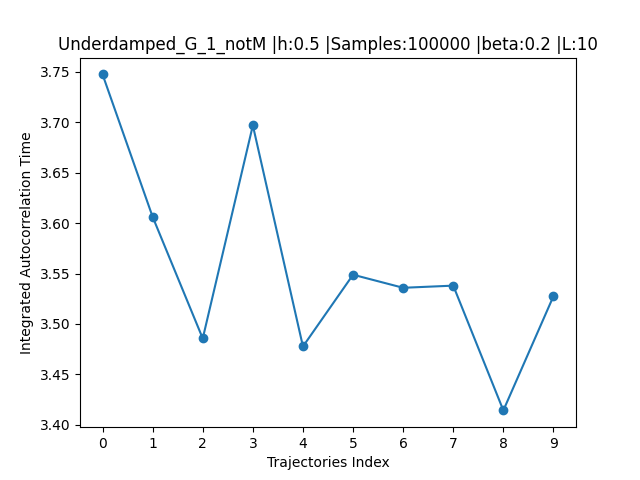 Underdamped_G_1_notM |h:0.5 |Samples:100000 |beta:0.2 |L:10
Integrated Autocorrelation Time
3.75
3.70
3.65
3.60
3.55
3.50
3.45
3.40
0 1 2 3 4 5 6 7 8 9
Trajectories Index